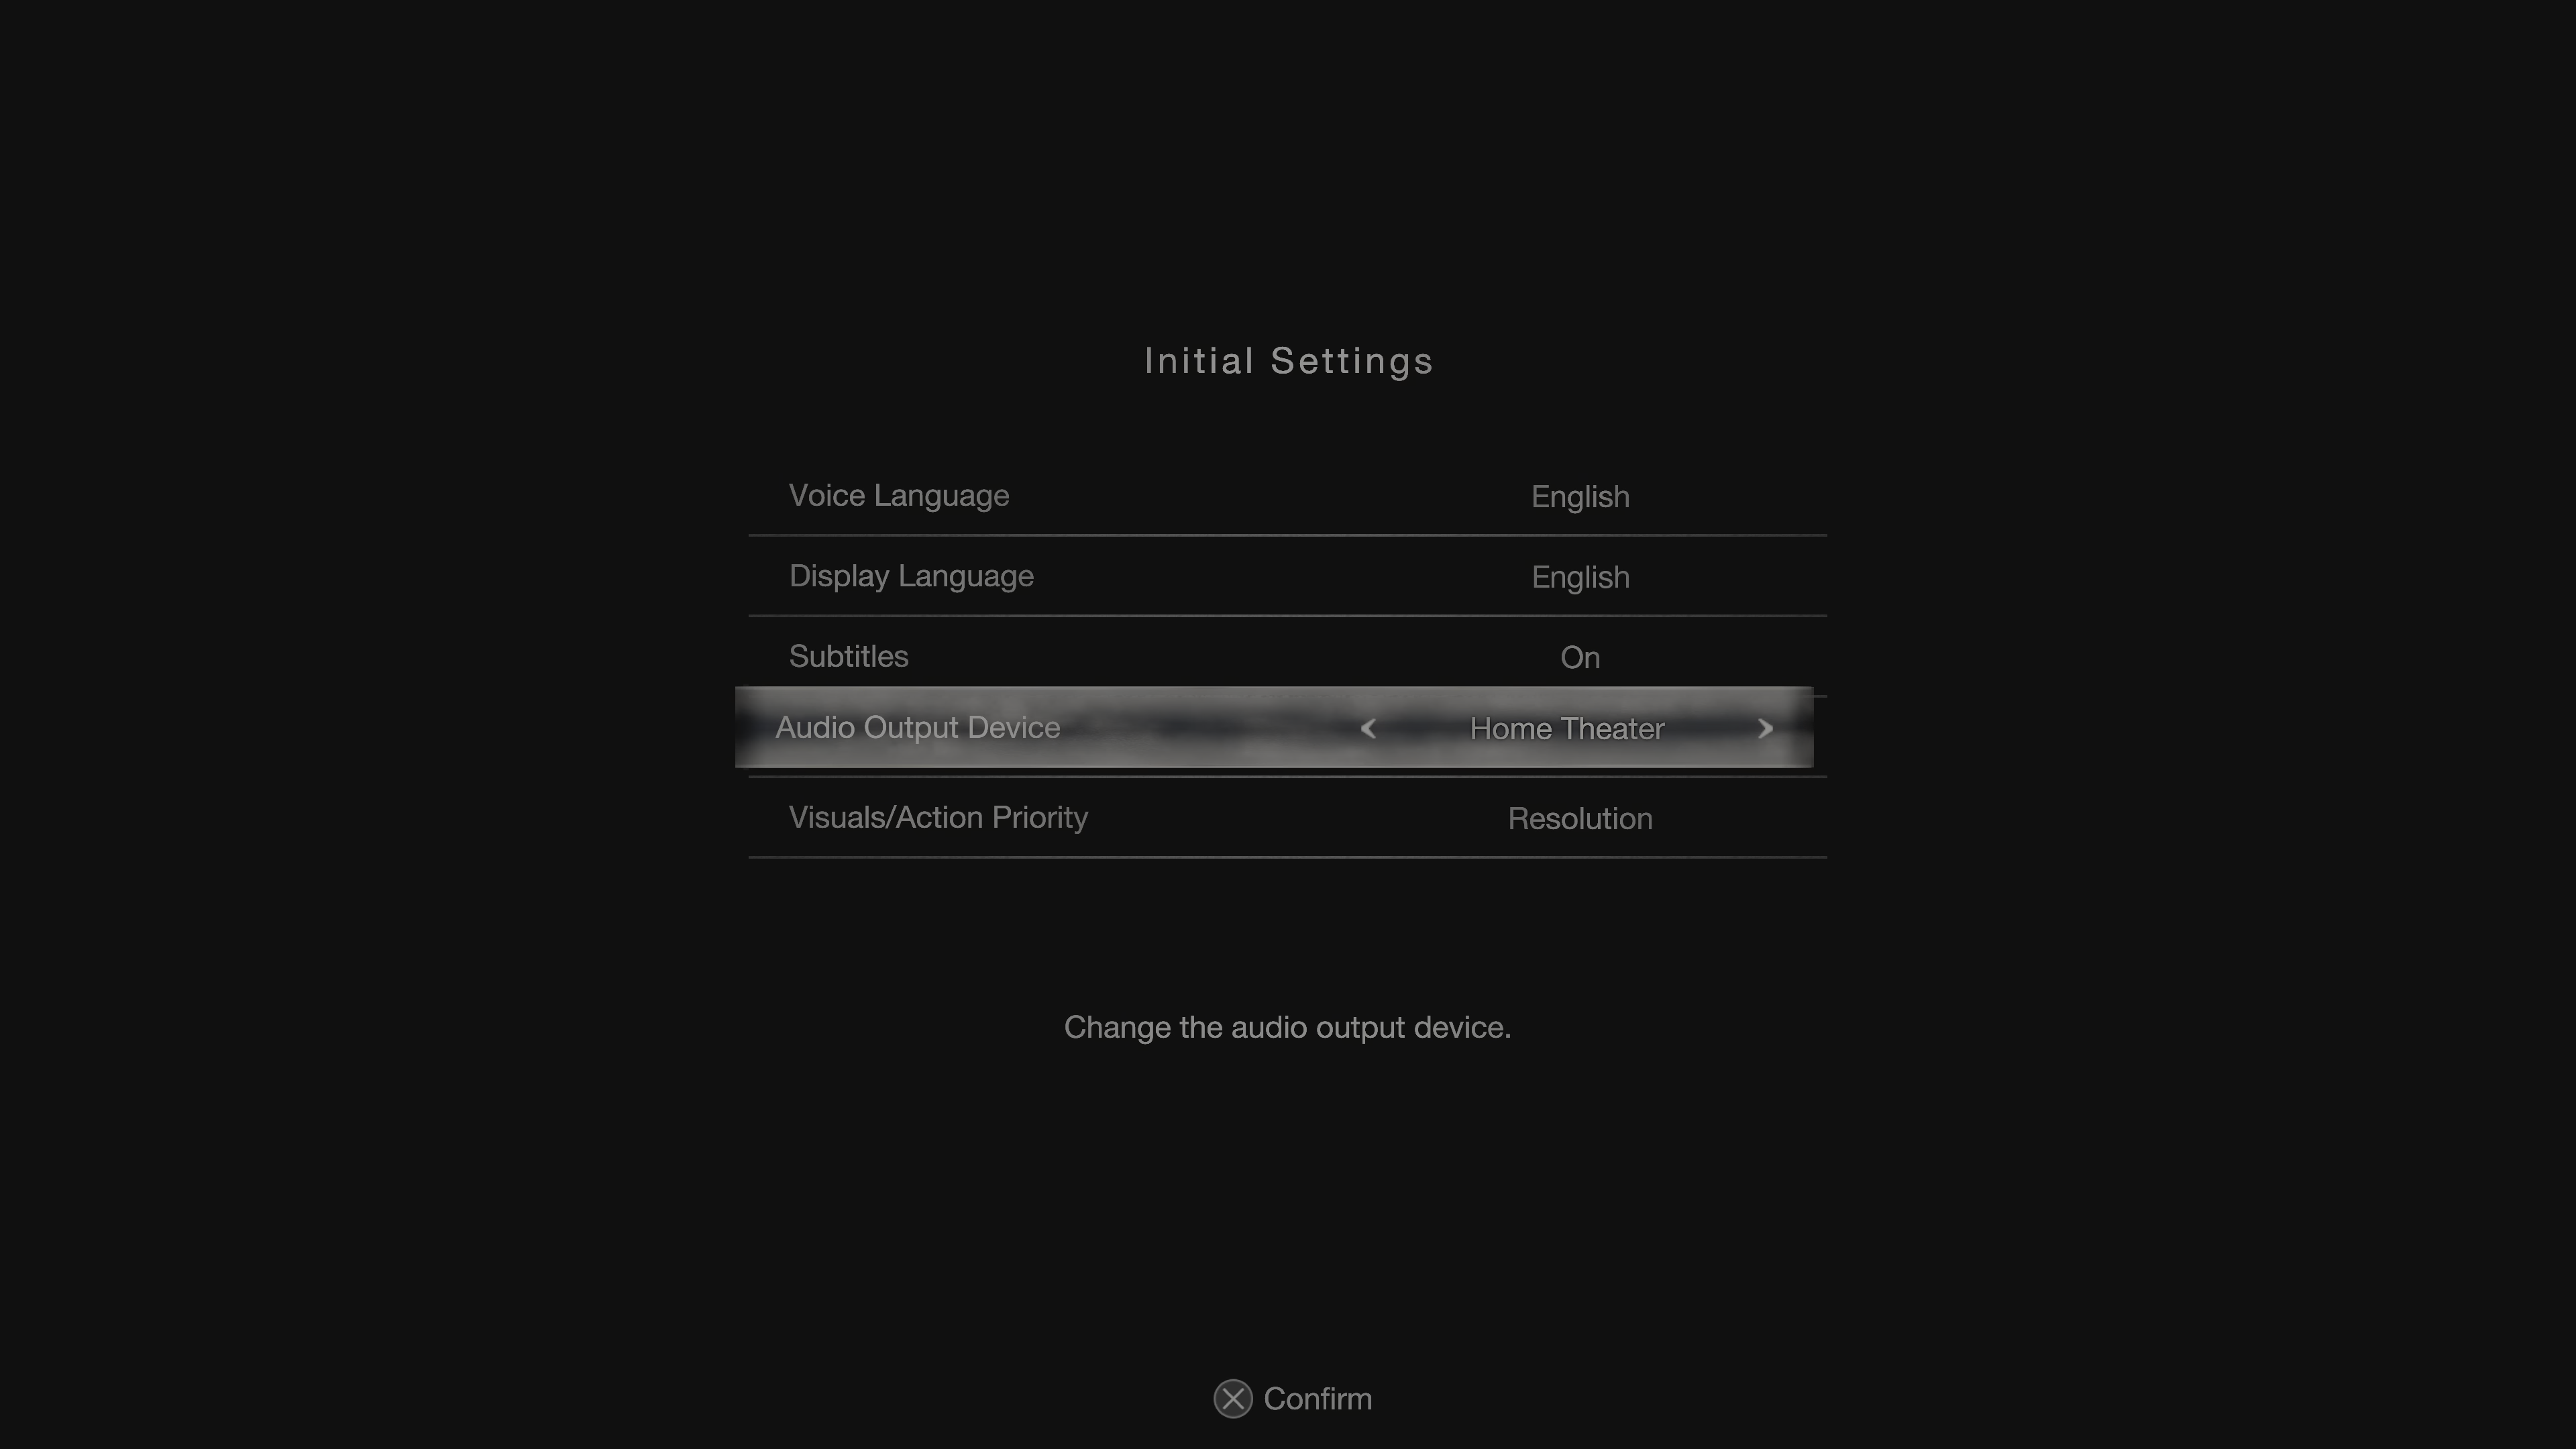 Initial Settings
Voice Language English
Display Language English
Subtitles On
Audio Output Device Home Theater
Visuals/Action Priority Resolution
Change the audio output device.
Confirm